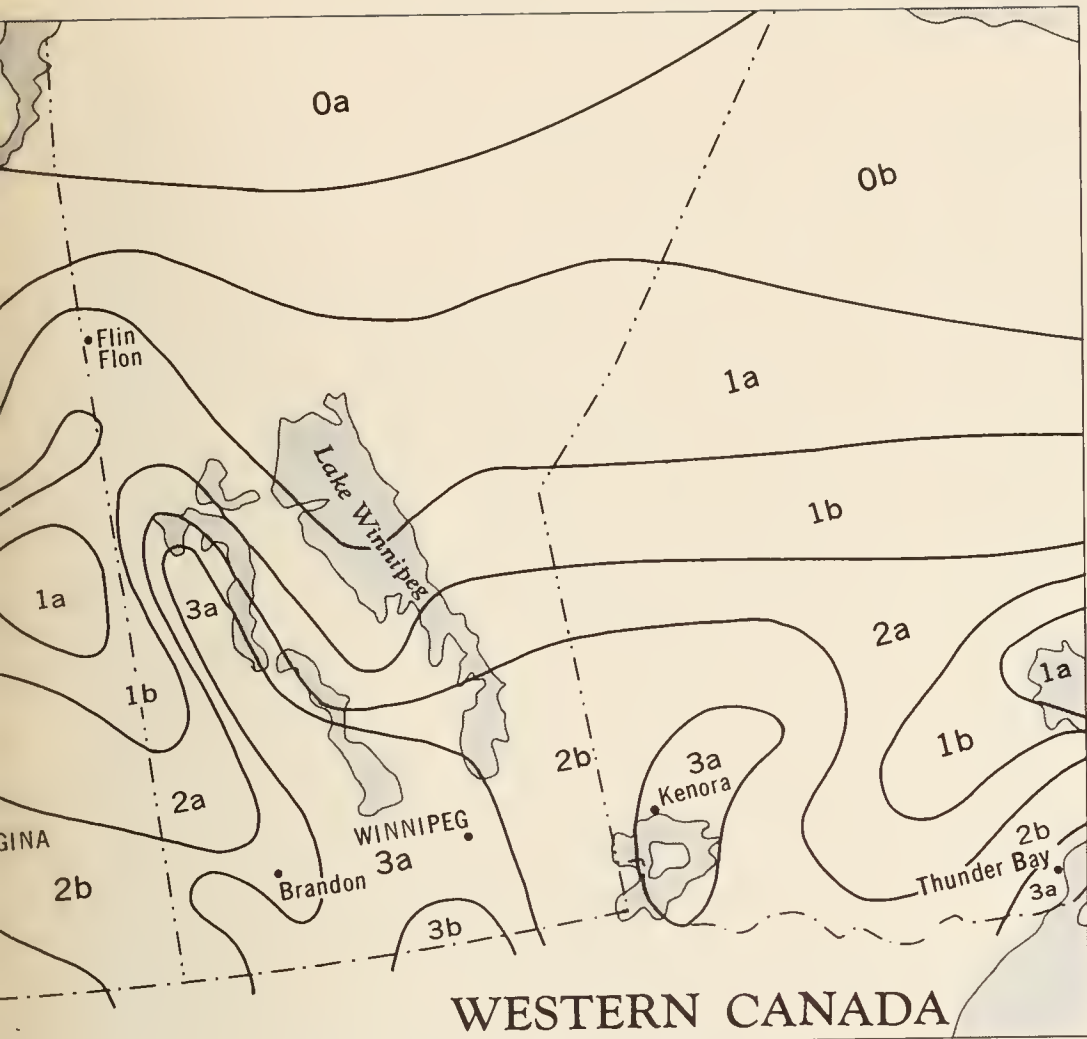 0a
0b
Flin
Flon
1a
Lake Winnipeg
1b
1a
3a
2a
1a
1b
1b
2b
3a
Kenora
2a
WINNIPEG
2b
GINA
3a
Thunder Bay
2b
Brandon
3a
3b
WESTERN CANADA